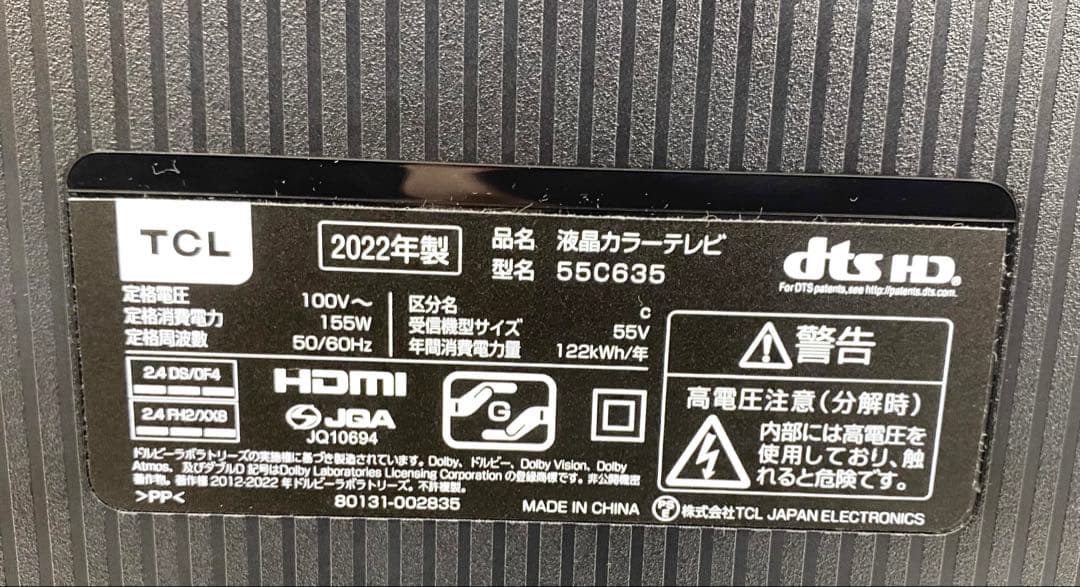 TCL
2022年製
品名 液晶カラーテレビ
型名 55C635
dts HD®
For DTS patents, see http://patents.dts.com.
定格電圧 100V～
定格消費電力 155W
定格周波数 50/60Hz
区分名 c
受信機型サイズ 55V
年間消費電力量 122kWh/年
2.4 DS/OF4
2.4 FH2/XX8
HDMI
JQA
JQ10694
G
警告
高電圧注意(分解時)
内部には高電圧を
使用しており、触
れると危険です。
ドルビーラボラトリーズの実施権に基づき製造されています。Dolby、ドルビー、Dolby Vision、Dolby
Atmos、及びダブルD 記号はDolby Laboratories Licensing Corporation の登録商標です。非公開機密
著作物。著作権 2012-2022 年ドルビーラボラトリーズ。不許複製。
>PP<
80131-002835
MADE IN CHINA
PSE 株式会社TCL JAPAN ELECTRONICS